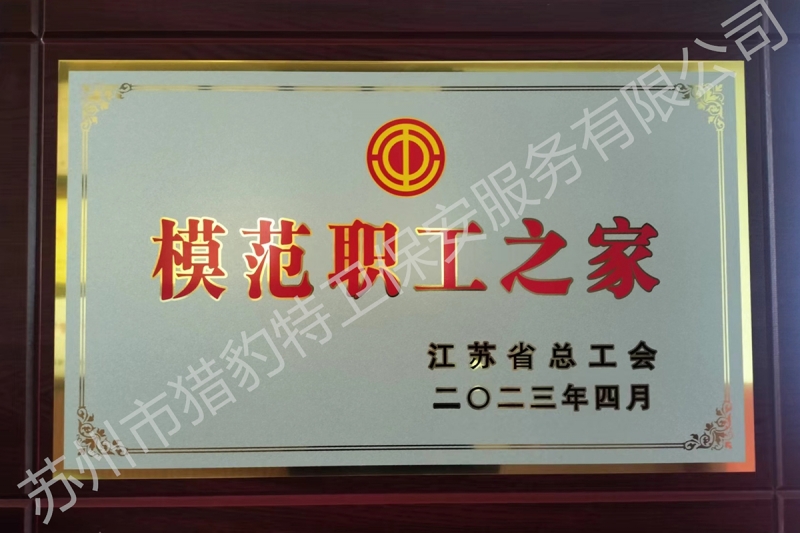 模范职工之家
江苏省总工会
二〇二三年四月
苏州市猎豹特卫保安服务有限公司